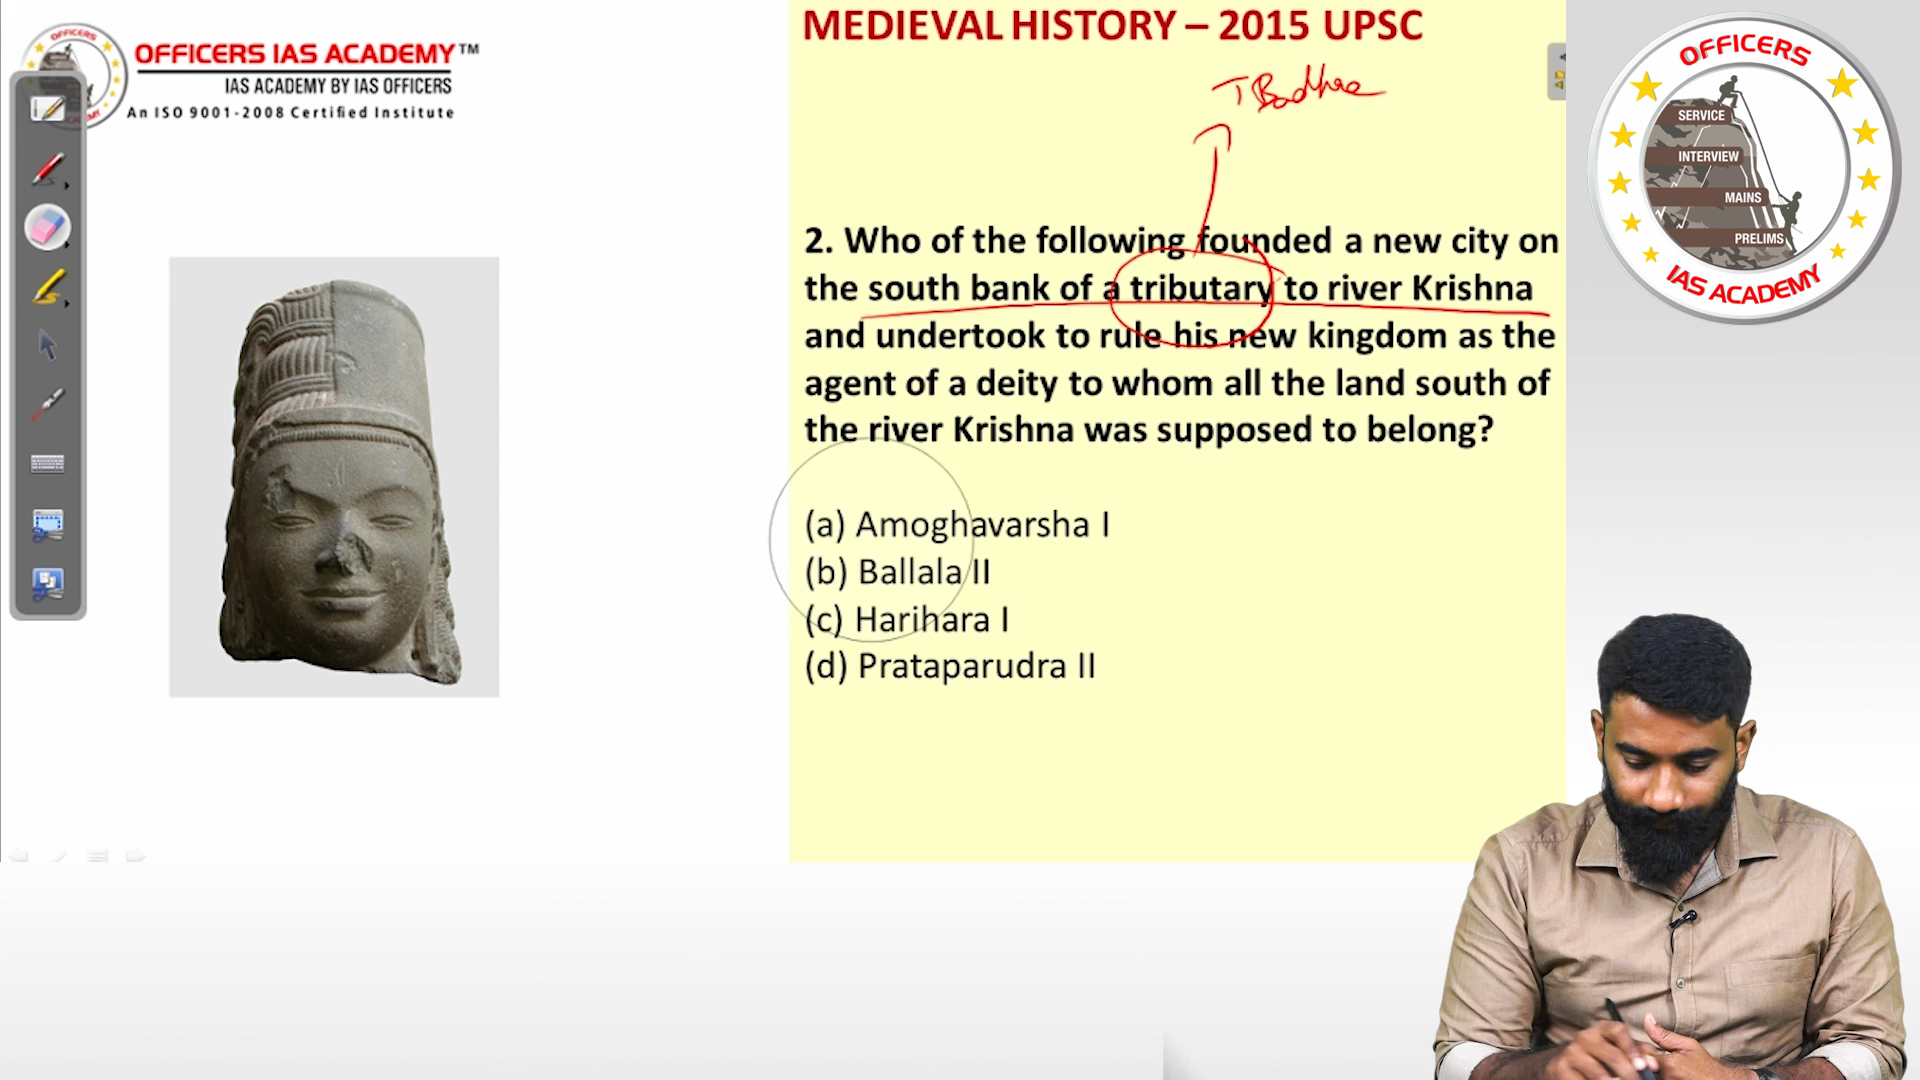 OFFICERS IAS ACADEMY™
IAS ACADEMY BY IAS OFFICERS
An ISO 9001-2008 Certified Institute
OFFICERS
MEDIEVAL HISTORY – 2015 UPSC
T Badhra
2. Who of the following founded a new city on
the south bank of a tributary to river Krishna
and undertook to rule his new kingdom as the
agent of a deity to whom all the land south of
the river Krishna was supposed to belong?
(a) Amoghavarsha I
(b) Ballala II
(c) Harihara I
(d) Prataparudra II
OFFICERS
SERVICE
INTERVIEW
MAINS
PRELIMS
IAS ACADEMY